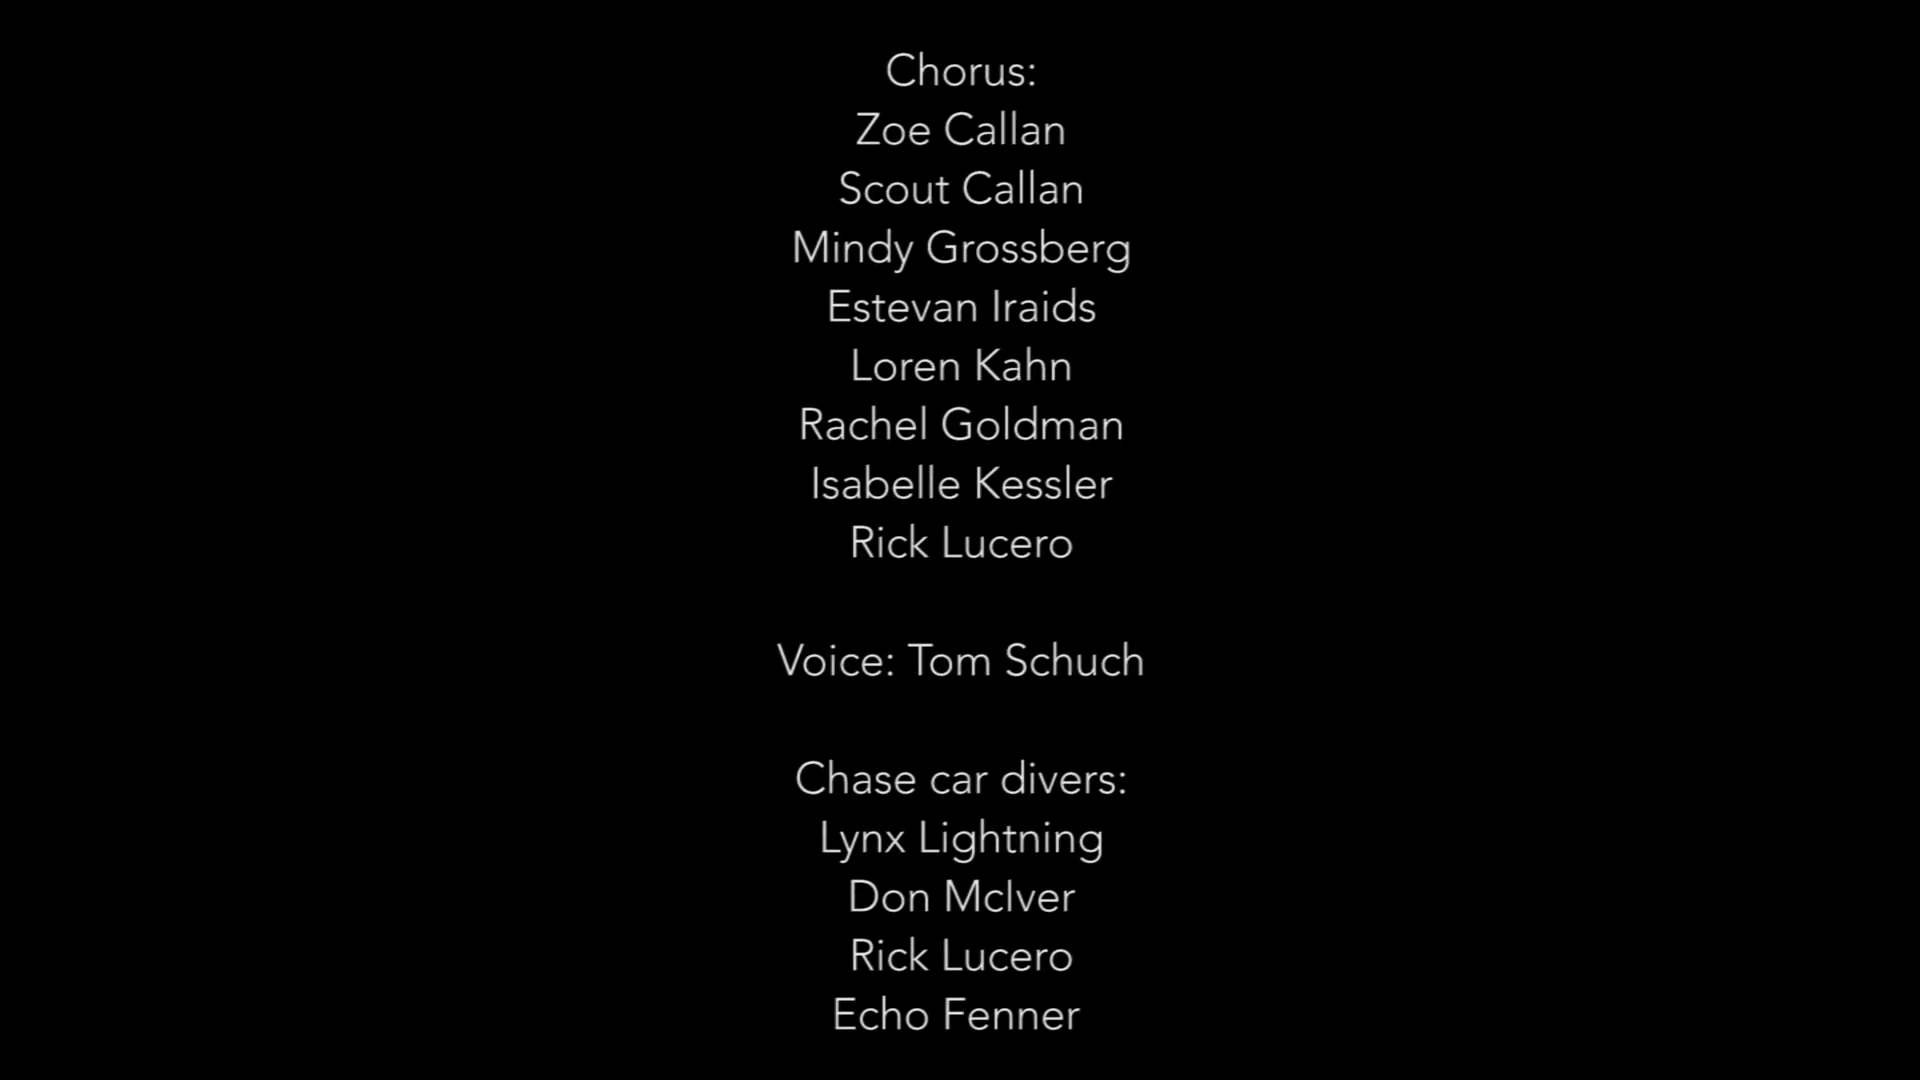 Chorus:
Zoe Callan
Scout Callan
Mindy Grossberg
Estevan Iraids
Loren Kahn
Rachel Goldman
Isabelle Kessler
Rick Lucero
Voice: Tom Schuch
Chase car divers:
Lynx Lightning
Don McIver
Rick Lucero
Echo Fenner